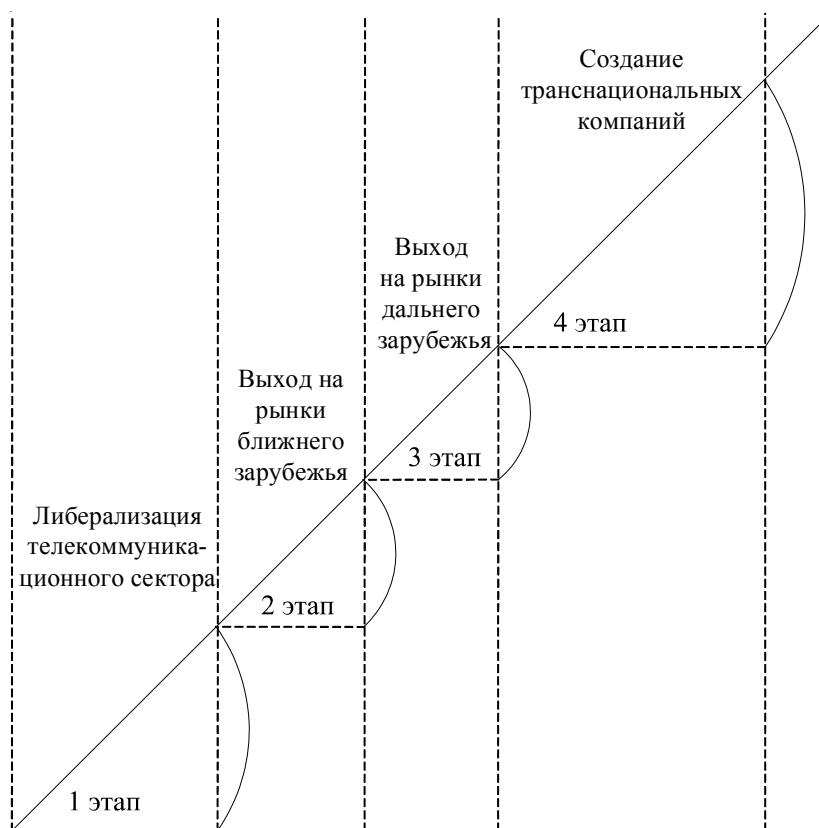 Создание
транснациональных
компаний
Выход
на рынки
дальнего
зарубежья
4 этап
Выход на
рынки
ближнего
зарубежья
3 этап
Либерализация
телекоммуника-
ционного сектора
2 этап
1 этап